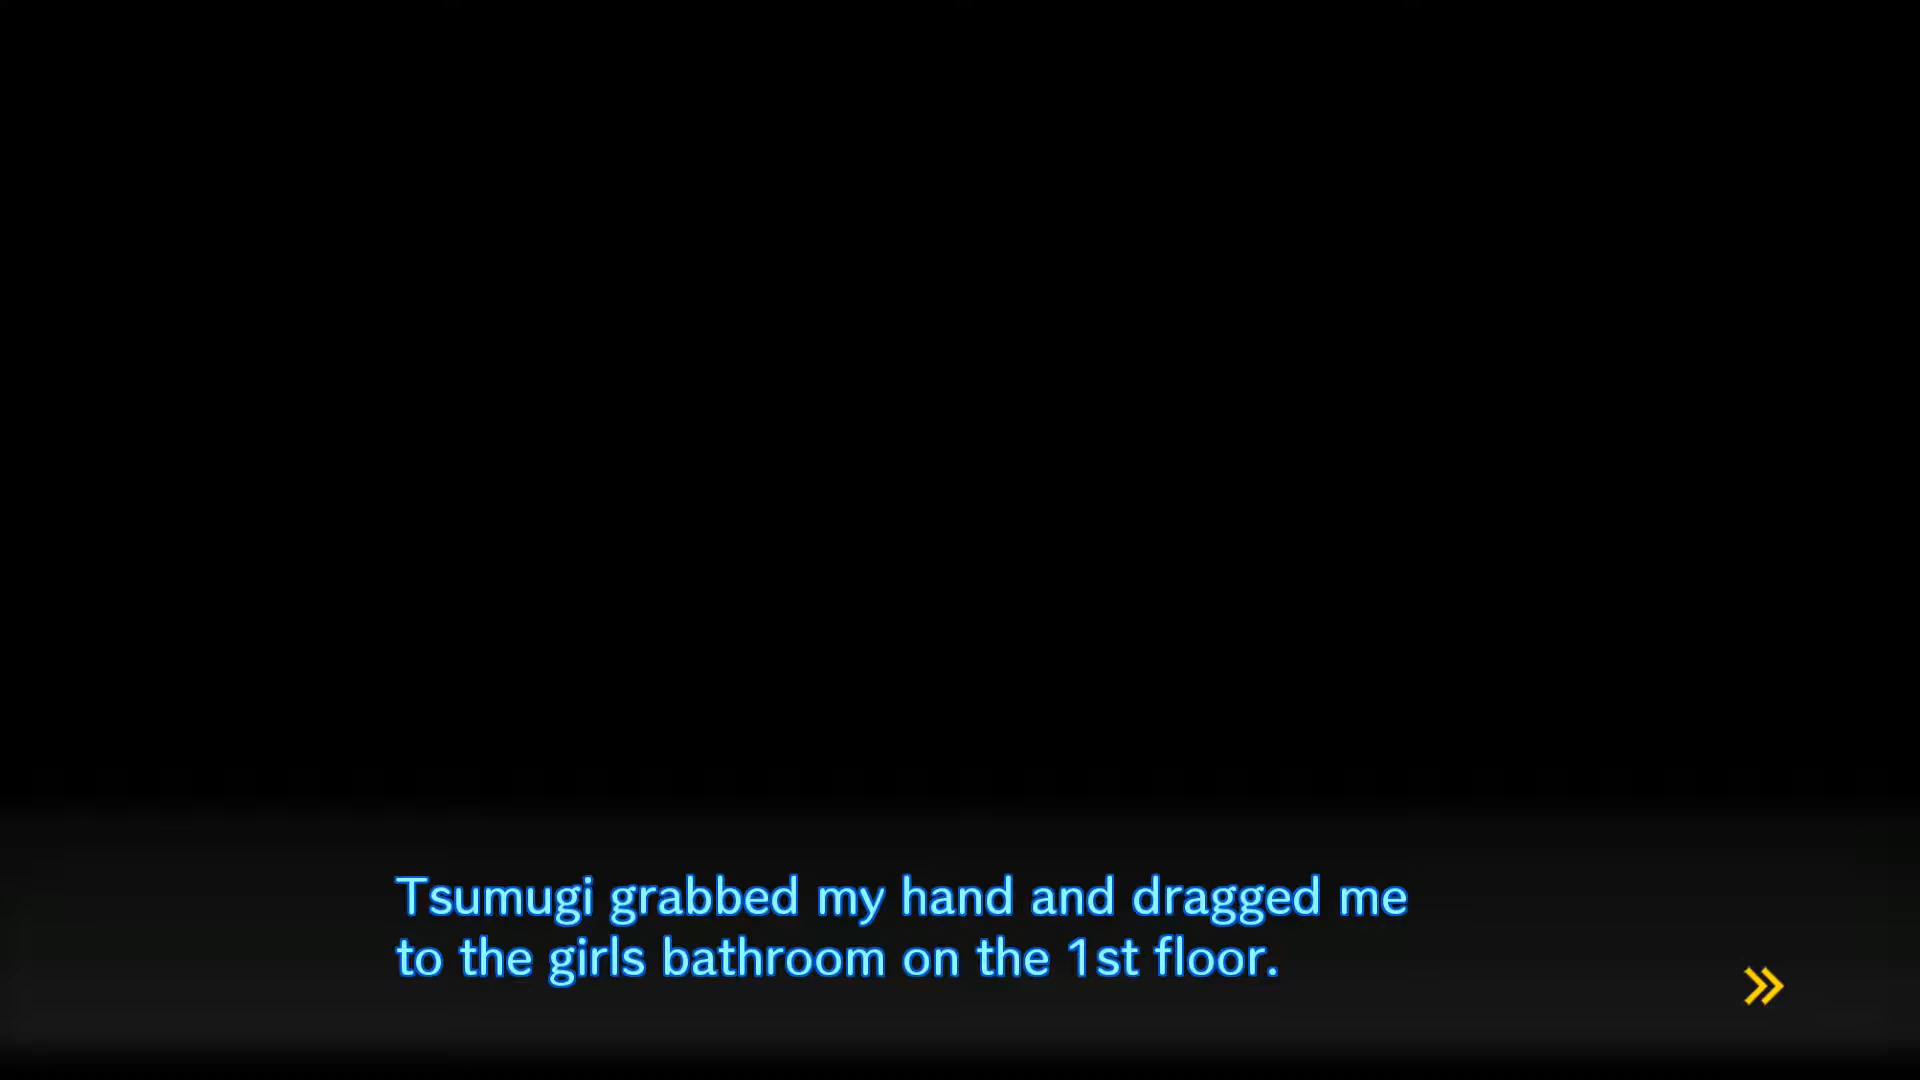 Tsumugi grabbed my hand and dragged me
to the girls bathroom on the 1st floor.